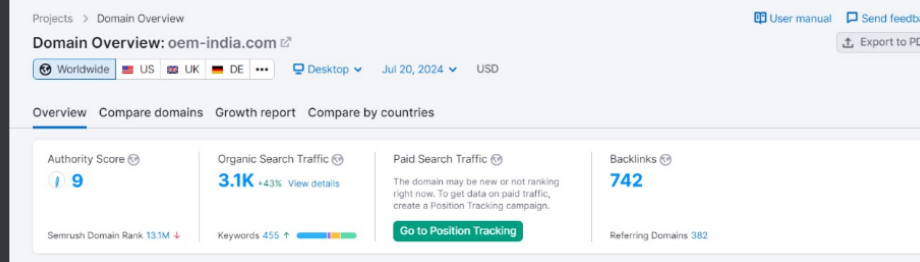 Projects > Domain Overview
User manual
Send feedba
Domain Overview: oem-india.com
Export to PD
Worldwide US UK DE •••
Desktop
Jul 20, 2024
USD
Overview Compare domains Growth report Compare by countries
Authority Score
9
Semrush Domain Rank 13.1M ↓
Organic Search Traffic
3.1K +43% View details
Keywords 455 ↑
Paid Search Traffic
The domain may be new or not ranking
right now. To get data on paid traffic,
create a Position Tracking campaign.
Go to Position Tracking
Backlinks
742
Referring Domains 382